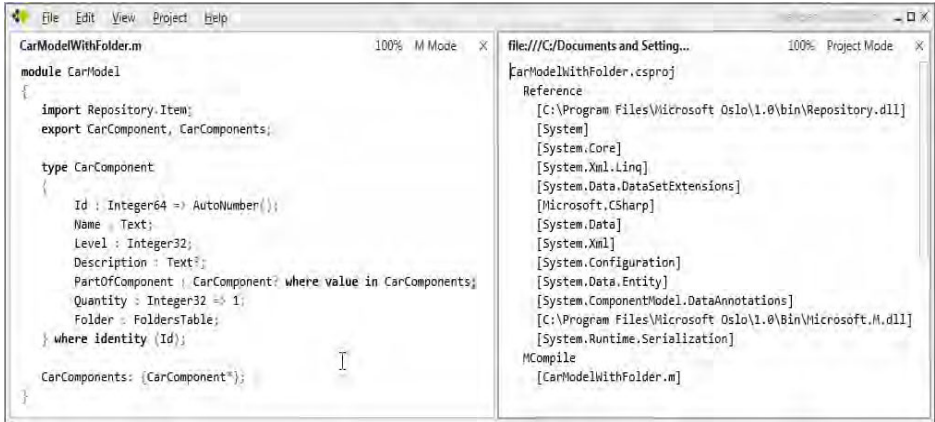 File Edit View Project Help
CarModelWithFolder.m 100% M Mode X
module CarModel
{
import Repository.Item;
export CarComponent, CarComponents;
type CarComponent
{
Id : Integer64 => AutoNumber();
Name : Text;
Level : Integer32;
Description : Text?;
PartOfComponent : CarComponent? where value in CarComponents;
Quantity : Integer32 => 1;
Folder : FoldersTable;
} where identity (Id);
CarComponents: {CarComponent*};
}
file:///C:/Documents and Setting... 100% Project Mode X
CarModelWithFolder.csproj
Reference
[C:\Program Files\Microsoft Oslo\1.0\bin\Repository.dll]
[System]
[System.Core]
[System.Xml.Linq]
[System.Data.DataSetExtensions]
[Microsoft.CSharp]
[System.Data]
[System.Xml]
[System.Configuration]
[System.Data.Entity]
[System.ComponentModel.DataAnnotations]
[C:\Program Files\Microsoft Oslo\1.0\Bin\Microsoft.M.dll]
[System.Runtime.Serialization]
MCompile
[CarModelWithFolder.m]